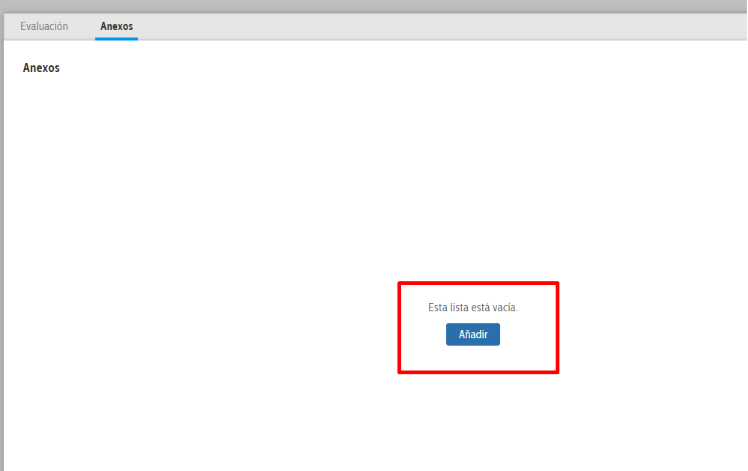 Evaluación Anexos
Anexos
Esta lista está vacía.
Añadir